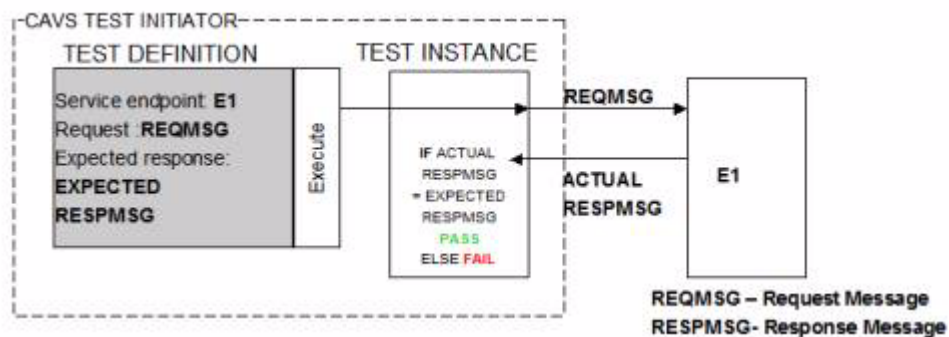 CAVS TEST INITIATOR
TEST DEFINITION
Service endpoint: E1
Request :REQMSG
Expected response:
EXPECTED
RESPMSG
Execute
TEST INSTANCE
IF ACTUAL
RESPMSG
= EXPECTED
RESPMSG
PASS
ELSE FAIL
REQMSG
ACTUAL
RESPMSG
E1
REQMSG – Request Message
RESPMSG- Response Message